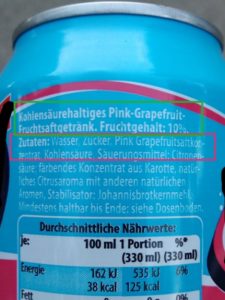 Kohlensäurehaltiges Pink-Grapefruit-
Fruchtsaftgetränk. Fruchtgehalt: 10%.
Zutaten: Wasser, Zucker, Pink Grapefruitsaftkon-
zentrat, Kohlensäure, Säuerungsmittel: Citronen-
säure, färbendes Konzentrat aus Karotte, natürli-
ches Citrusaroma mit anderen natürlichen
Aromen, Stabilisator: Johannisbrotkernmehl.
Mindestens haltbar bis Ende: siehe Dosenboden.
Durchschnittliche Nährwerte:
je: 100 ml 1 Portion %*
(330 ml) (330 ml)
Energie 162 kJ 535 kJ 6%
38 kcal 125 kcal
Fett